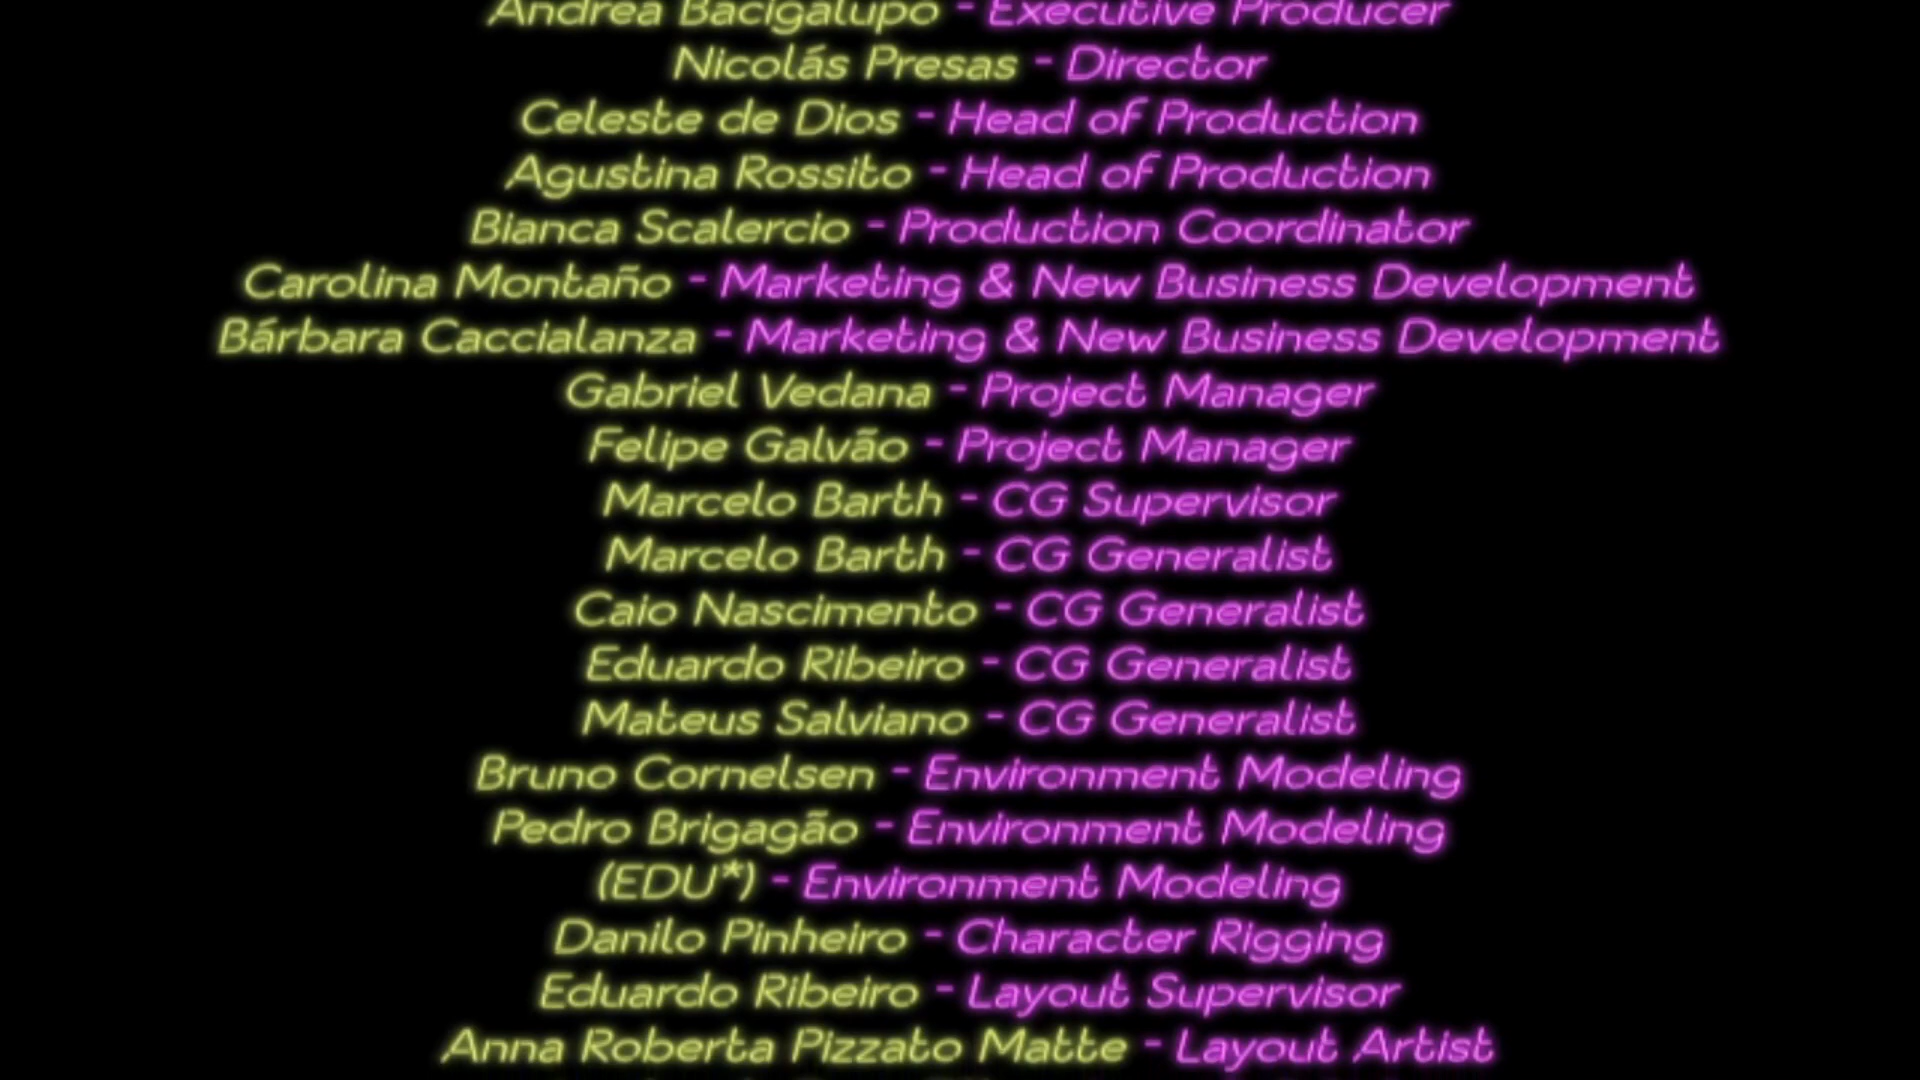 Andrea Bacigalupo - Executive Producer
Nicolás Presas - Director
Celeste de Dios - Head of Production
Agustina Rossito - Head of Production
Bianca Scalercio - Production Coordinator
Carolina Montaño - Marketing & New Business Development
Bárbara Caccialanza - Marketing & New Business Development
Gabriel Vedana - Project Manager
Felipe Galvão - Project Manager
Marcelo Barth - CG Supervisor
Marcelo Barth - CG Generalist
Caio Nascimento - CG Generalist
Eduardo Ribeiro - CG Generalist
Mateus Salviano - CG Generalist
Bruno Cornelsen - Environment Modeling
Pedro Brigagão - Environment Modeling
(EDU*) - Environment Modeling
Danilo Pinheiro - Character Rigging
Eduardo Ribeiro - Layout Supervisor
Anna Roberta Pizzato Matte - Layout Artist